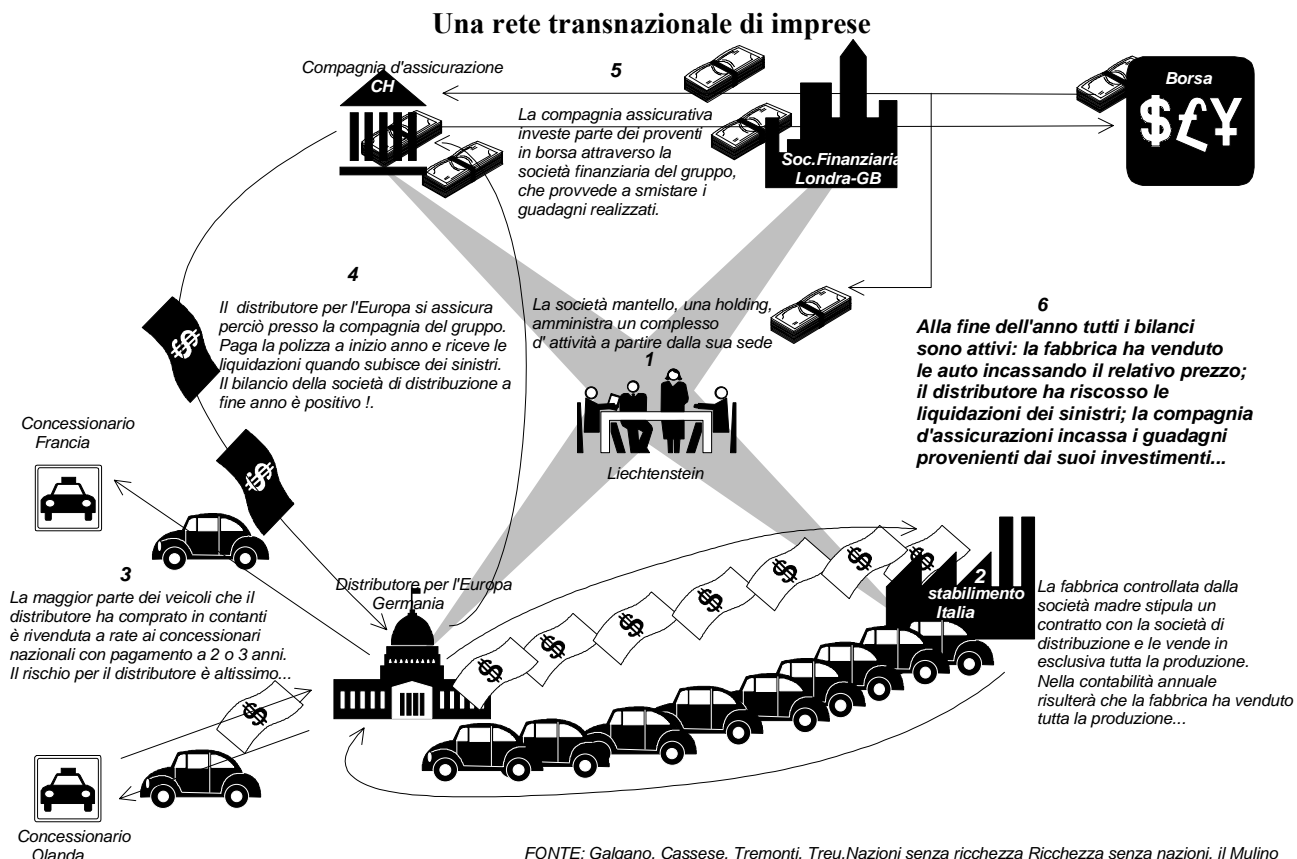 Una rete transnazionale di imprese
Compagnia d'assicurazione
CH
5
La compagnia assicurativa
investe parte dei proventi
in borsa attraverso la
società finanziaria del gruppo,
che provvede a smistare i
guadagni realizzati.
Soc.Finanziaria
Londra-GB
Borsa
$£¥
4
Il distributore per l'Europa si assicura
perciò presso la compagnia del gruppo.
Paga la polizza a inizio anno e riceve le
liquidazioni quando subisce dei sinistri.
Il bilancio della società di distribuzione a
fine anno è positivo !.
La società mantello, una holding,
amministra un complesso
d' attività a partire dalla sua sede
1
Liechtenstein
6
Alla fine dell'anno tutti i bilanci
sono attivi: la fabbrica ha venduto
le auto incassando il relativo prezzo;
il distributore ha riscosso le
liquidazioni dei sinistri; la compagnia
d'assicurazioni incassa i guadagni
provenienti dai suoi investimenti...
$
$
Concessionario
Francia
3
La maggior parte dei veicoli che il
distributore ha comprato in contanti
è rivenduta a rate ai concessionari
nazionali con pagamento a 2 o 3 anni.
Il rischio per il distributore è altissimo...
Distributore per l'Europa
Germania
$
$
$
$
$
$
$
2
stabilimento
Italia
La fabbrica controllata dalla
società madre stipula un
contratto con la società di
distribuzione e le vende in
esclusiva tutta la produzione.
Nella contabilità annuale
risulterà che la fabbrica ha venduto
tutta la produzione...
$
Concessionario
Olanda
FONTE: Galgano, Cassese, Tremonti, Treu,Nazioni senza ricchezza Ricchezza senza nazioni, il Mulino